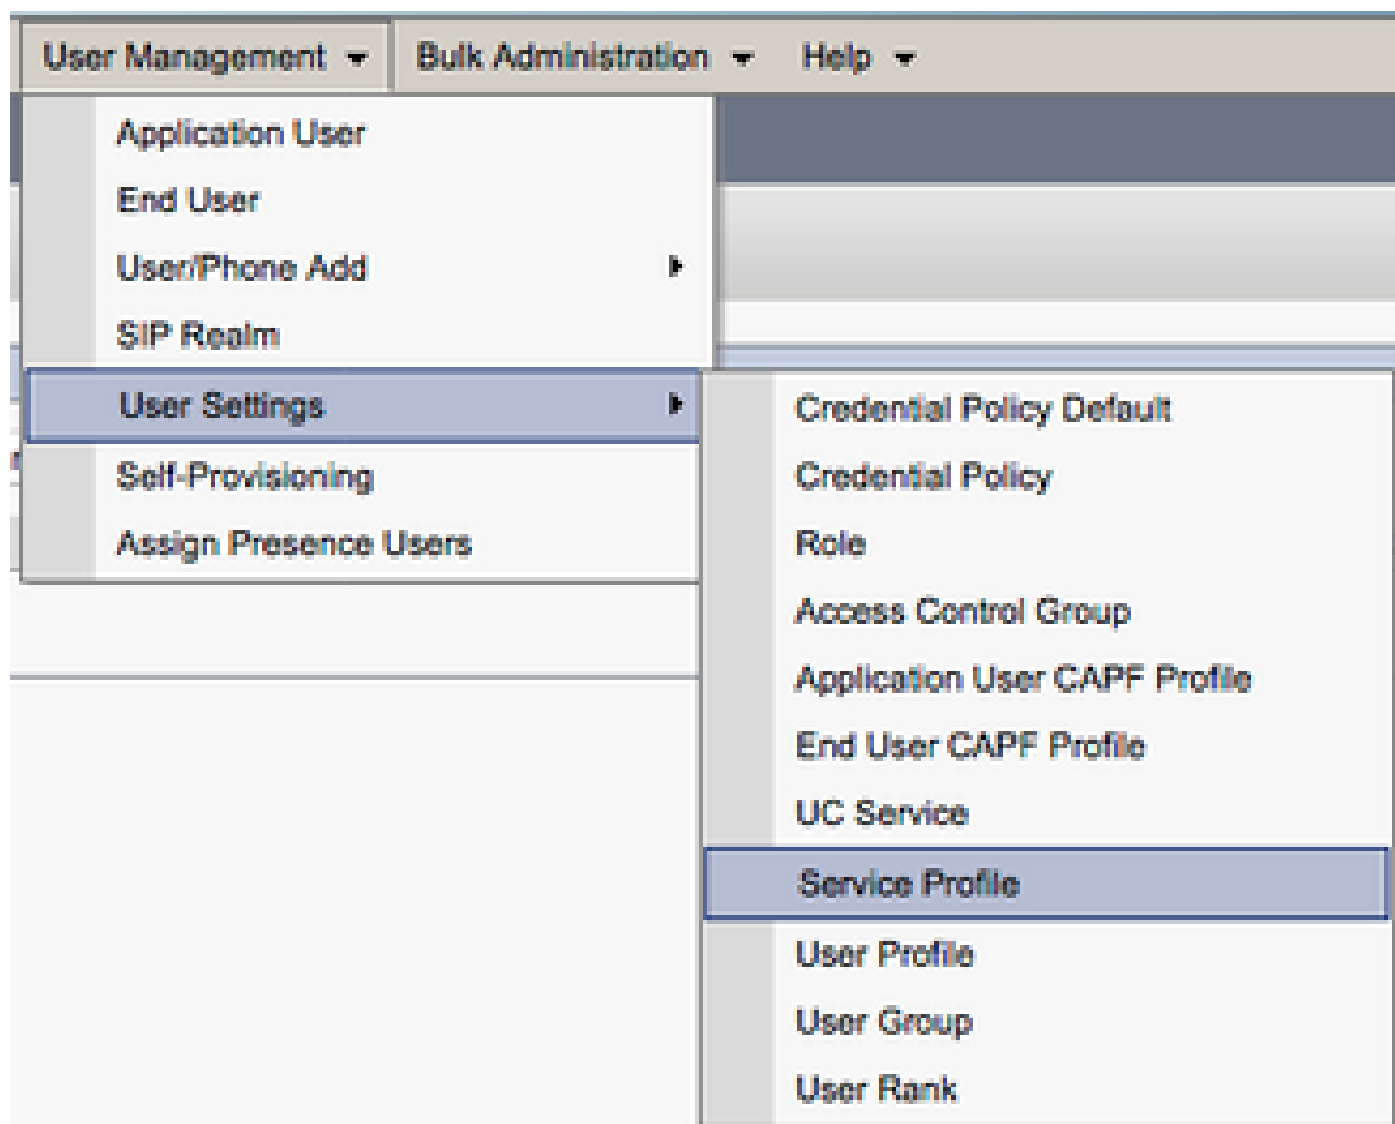 User Management Bulk Administration Help
Application User
End User
User/Phone Add
SIP Realm
User Settings
Self-Provisioning
Assign Presence Users
Credential Policy Default
Credential Policy
Role
Access Control Group
Application User CAPF Profile
End User CAPF Profile
UC Service
Service Profile
User Profile
User Group
User Rank